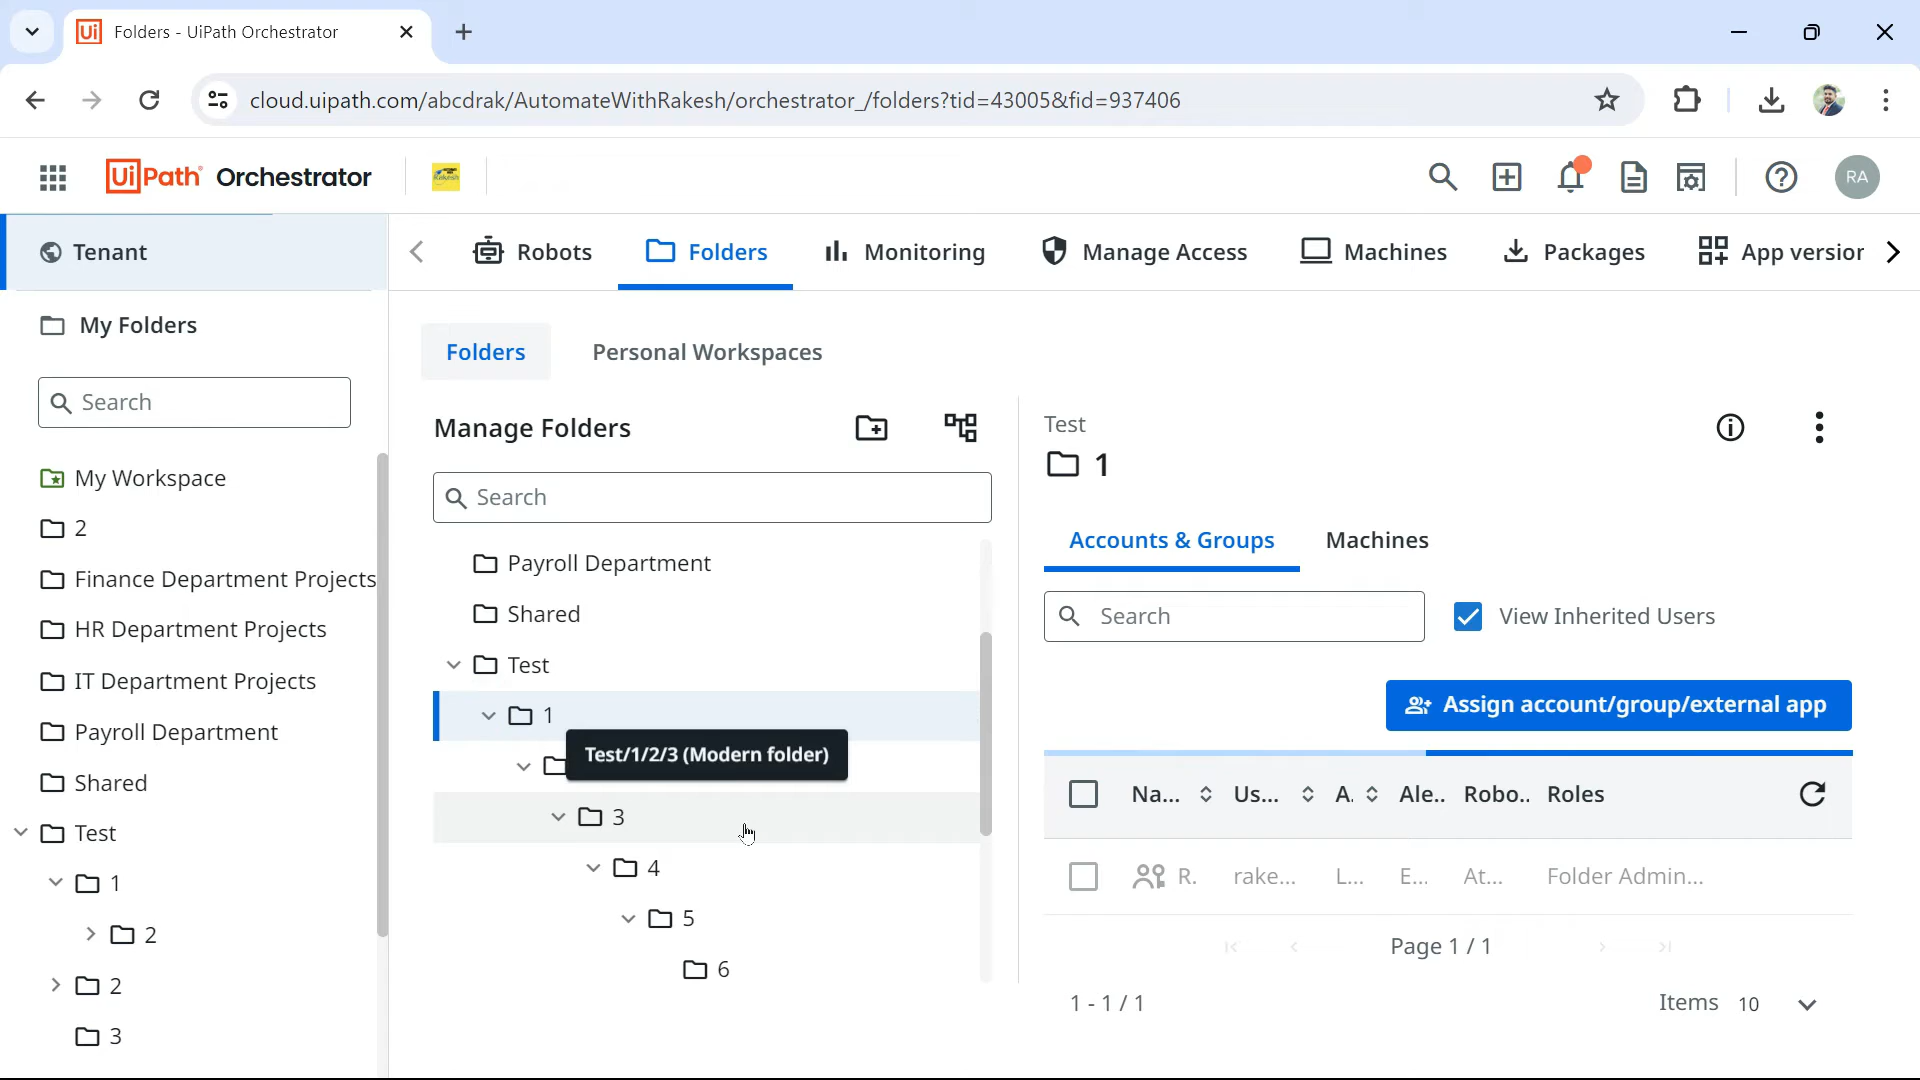 Folders - UiPath Orchestrator
cloud.uipath.com/abcdrak/AutomateWithRakesh/orchestrator_/folders?tid=43005&fid=937406
UiPath Orchestrator
RA
Tenant
Robots
Folders
Monitoring
Manage Access
Machines
Packages
App version
My Folders
Search
My Workspace
2
Finance Department Projects
HR Department Projects
IT Department Projects
Payroll Department
Shared
Test
1
2
2
3
Folders
Personal Workspaces
Manage Folders
Search
Payroll Department
Shared
Test
1
Test/1/2/3 (Modern folder)
3
4
5
6
Test
1
Accounts & Groups
Machines
Search
View Inherited Users
Assign account/group/external app
Na... Us... A. Ale.. Robo.. Roles
R. rake... L... E... At... Folder Admin...
Page 1 / 1
1 - 1 / 1
Items 10